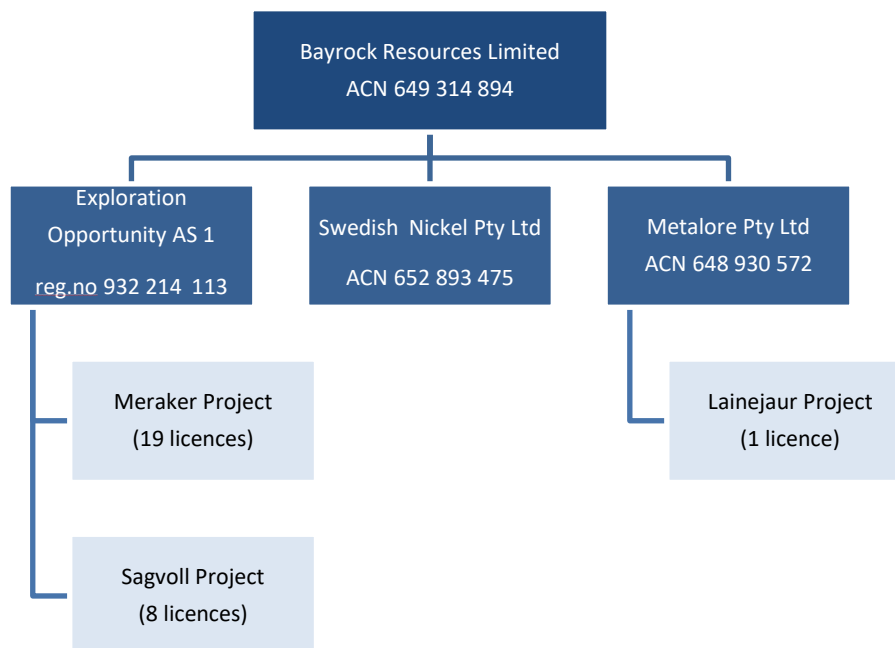 Bayrock Resources Limited
ACN 649 314 894
Exploration
Opportunity AS 1
reg.no 932 214 113
Swedish Nickel Pty Ltd
ACN 652 893 475
Metalore Pty Ltd
ACN 648 930 572
Meraker Project
(19 licences)
Lainejaur Project
(1 licence)
Sagvoll Project
(8 licences)